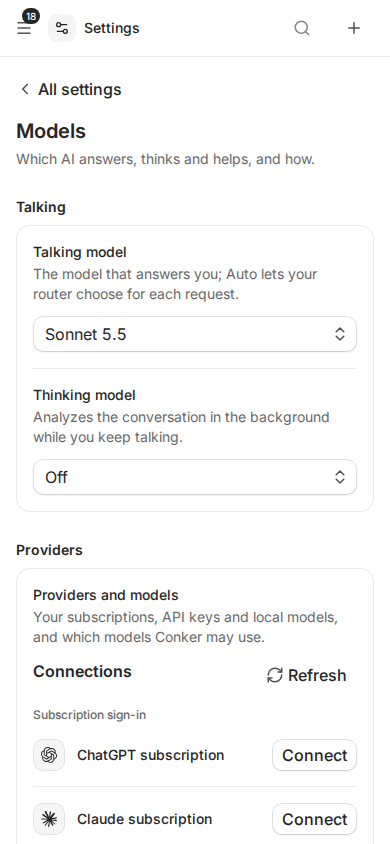 18
Settings
All settings
Models
Which AI answers, thinks and helps, and how.
Talking
Talking model
The model that answers you; Auto lets your
router choose for each request.
Sonnet 5.5
Thinking model
Analyzes the conversation in the background
while you keep talking.
Off
Providers
Providers and models
Your subscriptions, API keys and local models,
and which models Conker may use.
Connections
Refresh
Subscription sign-in
ChatGPT subscription
Connect
Claude subscription
Connect